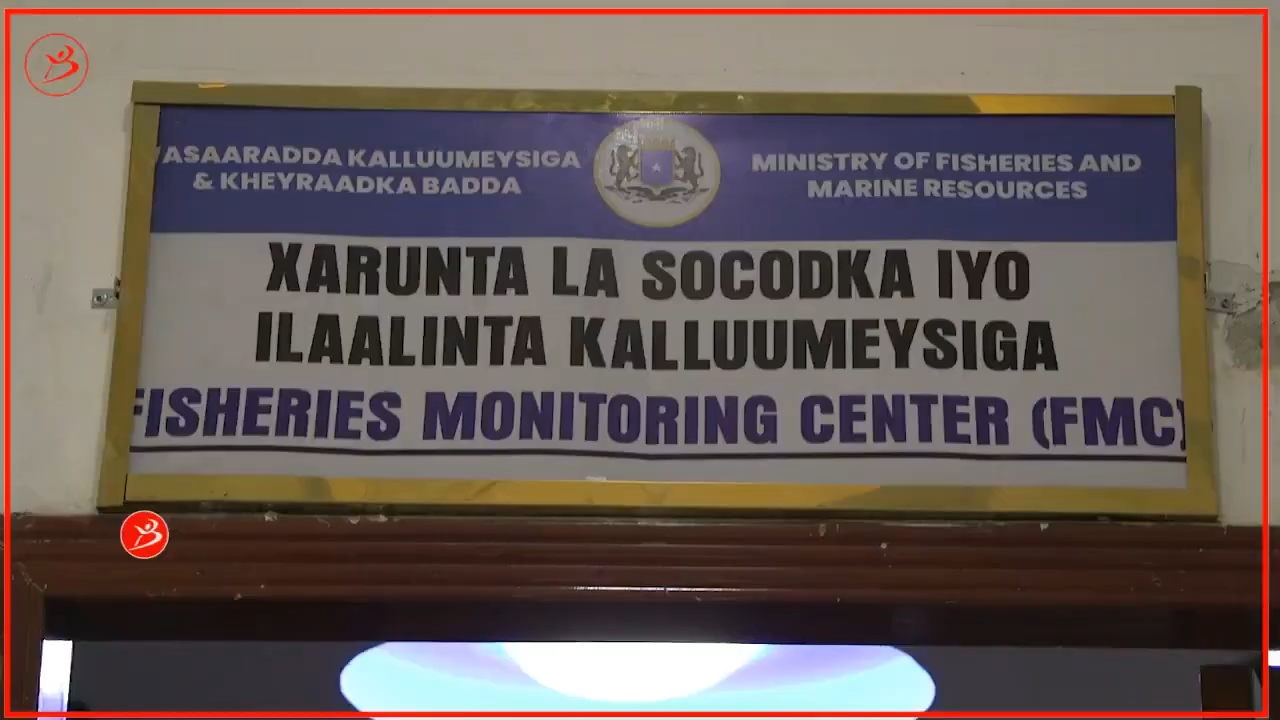 WASAARADDA KALLUUMEYSIGA
& KHEYRAADKA BADDA
MINISTRY OF FISHERIES AND
MARINE RESOURCES
XARUNTA LA SOCODKA IYO
ILAALINTA KALLUUMEYSIGA
FISHERIES MONITORING CENTER (FMC)